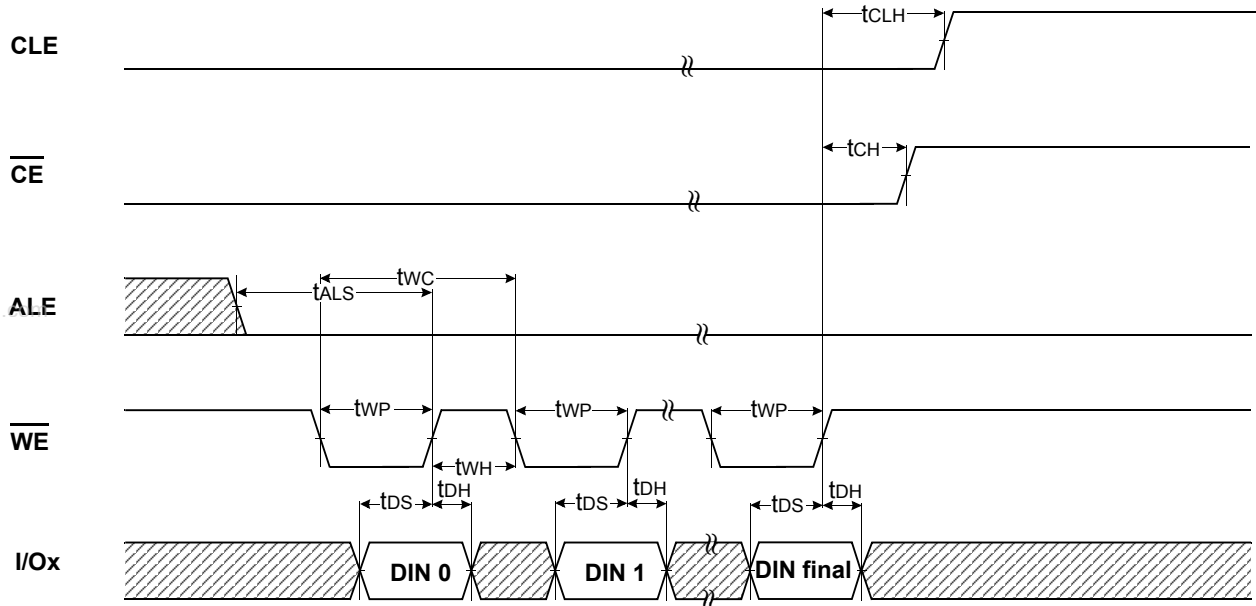 CLE
tCLH
CE
tCH
ALE
tWC
tALS
WE
tWP
tWP
tWP
tWH
tDS
tDH
tDS
tDH
tDS
tDH
I/Ox
DIN 0
DIN 1
DIN final